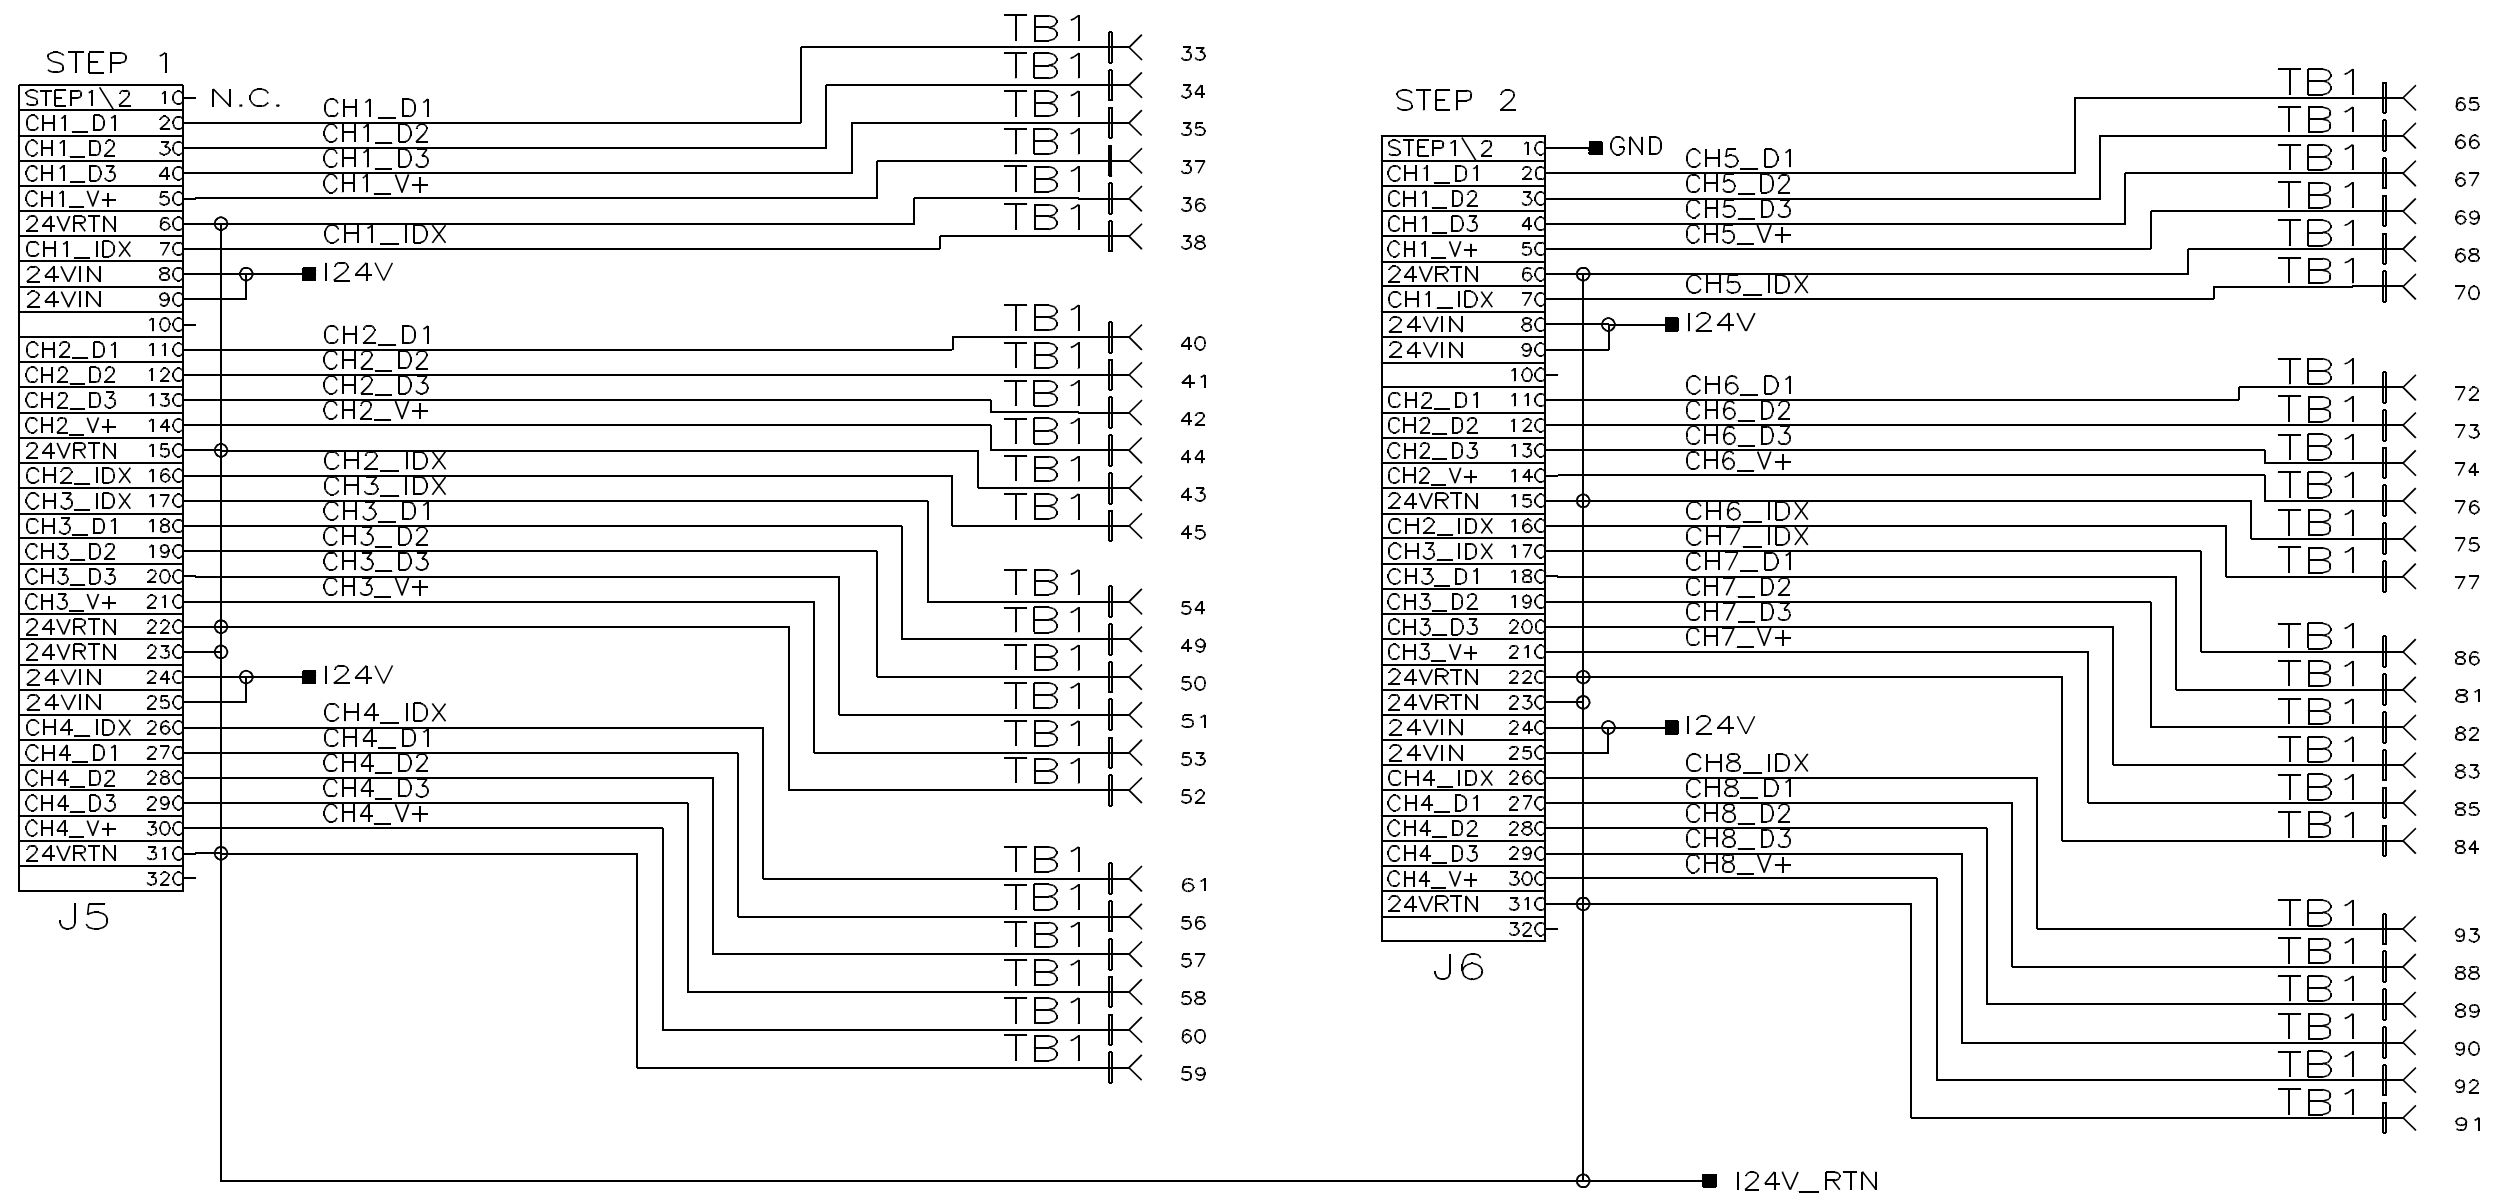 STEP 1
STEP1\2 1 N.C.
CH1_D1 2 CH1_D1
CH1_D2 3 CH1_D2
CH1_D3 4 CH1_D3
CH1_V+ 5 CH1_V+
24VRTN 6
CH1_IDX 7 CH1_IDX
24VIN 8 I24V
24VIN 9
10
CH2_D1 11 CH2_D1
CH2_D2 12 CH2_D2
CH2_D3 13 CH2_D3
CH2_V+ 14 CH2_V+
24VRTN 15
CH2_IDX 16 CH2_IDX
CH3_IDX 17 CH3_IDX
CH3_D1 18 CH3_D1
CH3_D2 19 CH3_D2
CH3_D3 20 CH3_D3
CH3_V+ 21 CH3_V+
24VRTN 22
24VRTN 23
24VIN 24 I24V
24VIN 25
CH4_IDX 26 CH4_IDX
CH4_D1 27 CH4_D1
CH4_D2 28 CH4_D2
CH4_D3 29 CH4_D3
CH4_V+ 30 CH4_V+
24VRTN 31
32
J5
TB1 33
TB1 34
TB1 35
TB1 37
TB1 36
TB1 38
TB1 40
TB1 41
TB1 42
TB1 44
TB1 43
TB1 45
TB1 54
TB1 49
TB1 50
TB1 51
TB1 53
TB1 52
TB1 61
TB1 56
TB1 57
TB1 58
TB1 60
TB1 59
STEP 2
STEP1\2 1 GND
CH1_D1 2 CH5_D1
CH1_D2 3 CH5_D2
CH1_D3 4 CH5_D3
CH1_V+ 5 CH5_V+
24VRTN 6
CH1_IDX 7 CH5_IDX
24VIN 8 I24V
24VIN 9
10
CH2_D1 11 CH6_D1
CH2_D2 12 CH6_D2
CH2_D3 13 CH6_D3
CH2_V+ 14 CH6_V+
24VRTN 15
CH2_IDX 16 CH6_IDX
CH3_IDX 17 CH7_IDX
CH3_D1 18 CH7_D1
CH3_D2 19 CH7_D2
CH3_D3 20 CH7_D3
CH3_V+ 21 CH7_V+
24VRTN 22
24VRTN 23
24VIN 24 I24V
24VIN 25
CH4_IDX 26 CH8_IDX
CH4_D1 27 CH8_D1
CH4_D2 28 CH8_D2
CH4_D3 29 CH8_D3
CH4_V+ 30 CH8_V+
24VRTN 31
32
J6
TB1 65
TB1 66
TB1 67
TB1 69
TB1 68
TB1 70
TB1 72
TB1 73
TB1 74
TB1 76
TB1 75
TB1 77
TB1 86
TB1 81
TB1 82
TB1 83
TB1 85
TB1 84
TB1 93
TB1 88
TB1 89
TB1 90
TB1 92
TB1 91
I24V_RTN